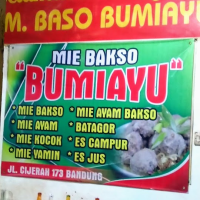 M. BASO BUMIAYU
MIE BAKSO
"BUMIAYU"
• MIE BAKSO
• MIE AYAM
• MIE KOCOK
• MIE YAMIN
• MIE AYAM BAKSO
• BATAGOR
• ES CAMPUR
• ES JUS
JL. CIJERAH 173 BANDUNG